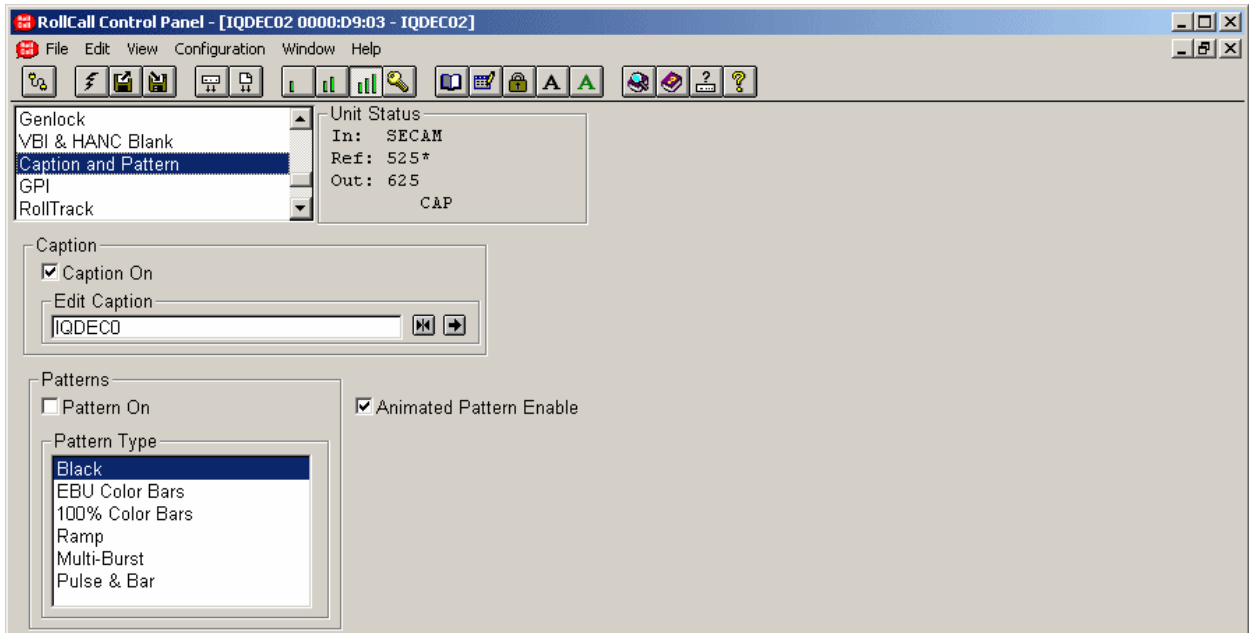 RollCall Control Panel - [IQDEC02 0000:D9:03 - IQDEC02]
File Edit View Configuration Window Help
A A ? ?
Genlock
VBI & HANC Blank
Caption and Pattern
GPI
RollTrack
Unit Status
In: SECAM
Ref: 525*
Out: 625
CAP
Caption
Caption On
Edit Caption
IQDEC0
Patterns
Pattern On
Animated Pattern Enable
Pattern Type
Black
EBU Color Bars
100% Color Bars
Ramp
Multi-Burst
Pulse & Bar